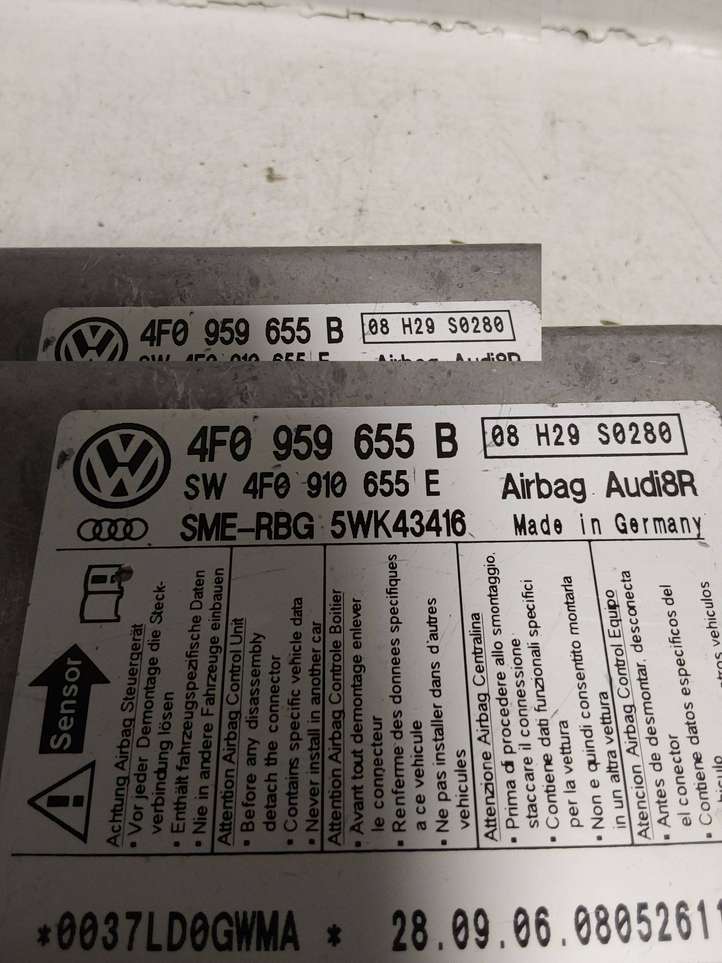 4F0 959 655 B 08 H29 S0280
4F0 959 655 B 08 H29 S0280
SW 4F0 910 655 E Airbag Audi8R
SME-RBG 5WK43416 Made in Germany
Sensor
Achtung Airbag Steuergerät
• Vor jeder Demontage die Steck-
verbindung lösen
• Enthält fahrzeugspezifische Daten
• Nie in andere Fahrzeuge einbauen
Attention Airbag Control Unit
• Before any disassembly
detach the connector
• Contains specific vehicle data
• Never install in another car
Attention Airbag Controle Boitier
• Avant tout demontage enlever
le connecteur
• Renferme des donnees specifiques
a ce vehicule
• Ne pas installer dans d'autres
vehicules
Attenzione Airbag Centralina
• Prima di procedere allo smontaggio.
staccare il connessione
• Contiene dati funzionali specifici
per la vettura
• Non e quindi consentito montarla
in un altra vettura
Atencion Airbag Control Equipo
• Antes de desmontar, desconecta
el conector
• Contiene datos especificos del
*0037LD0GWMA * 28.09.06.08052611